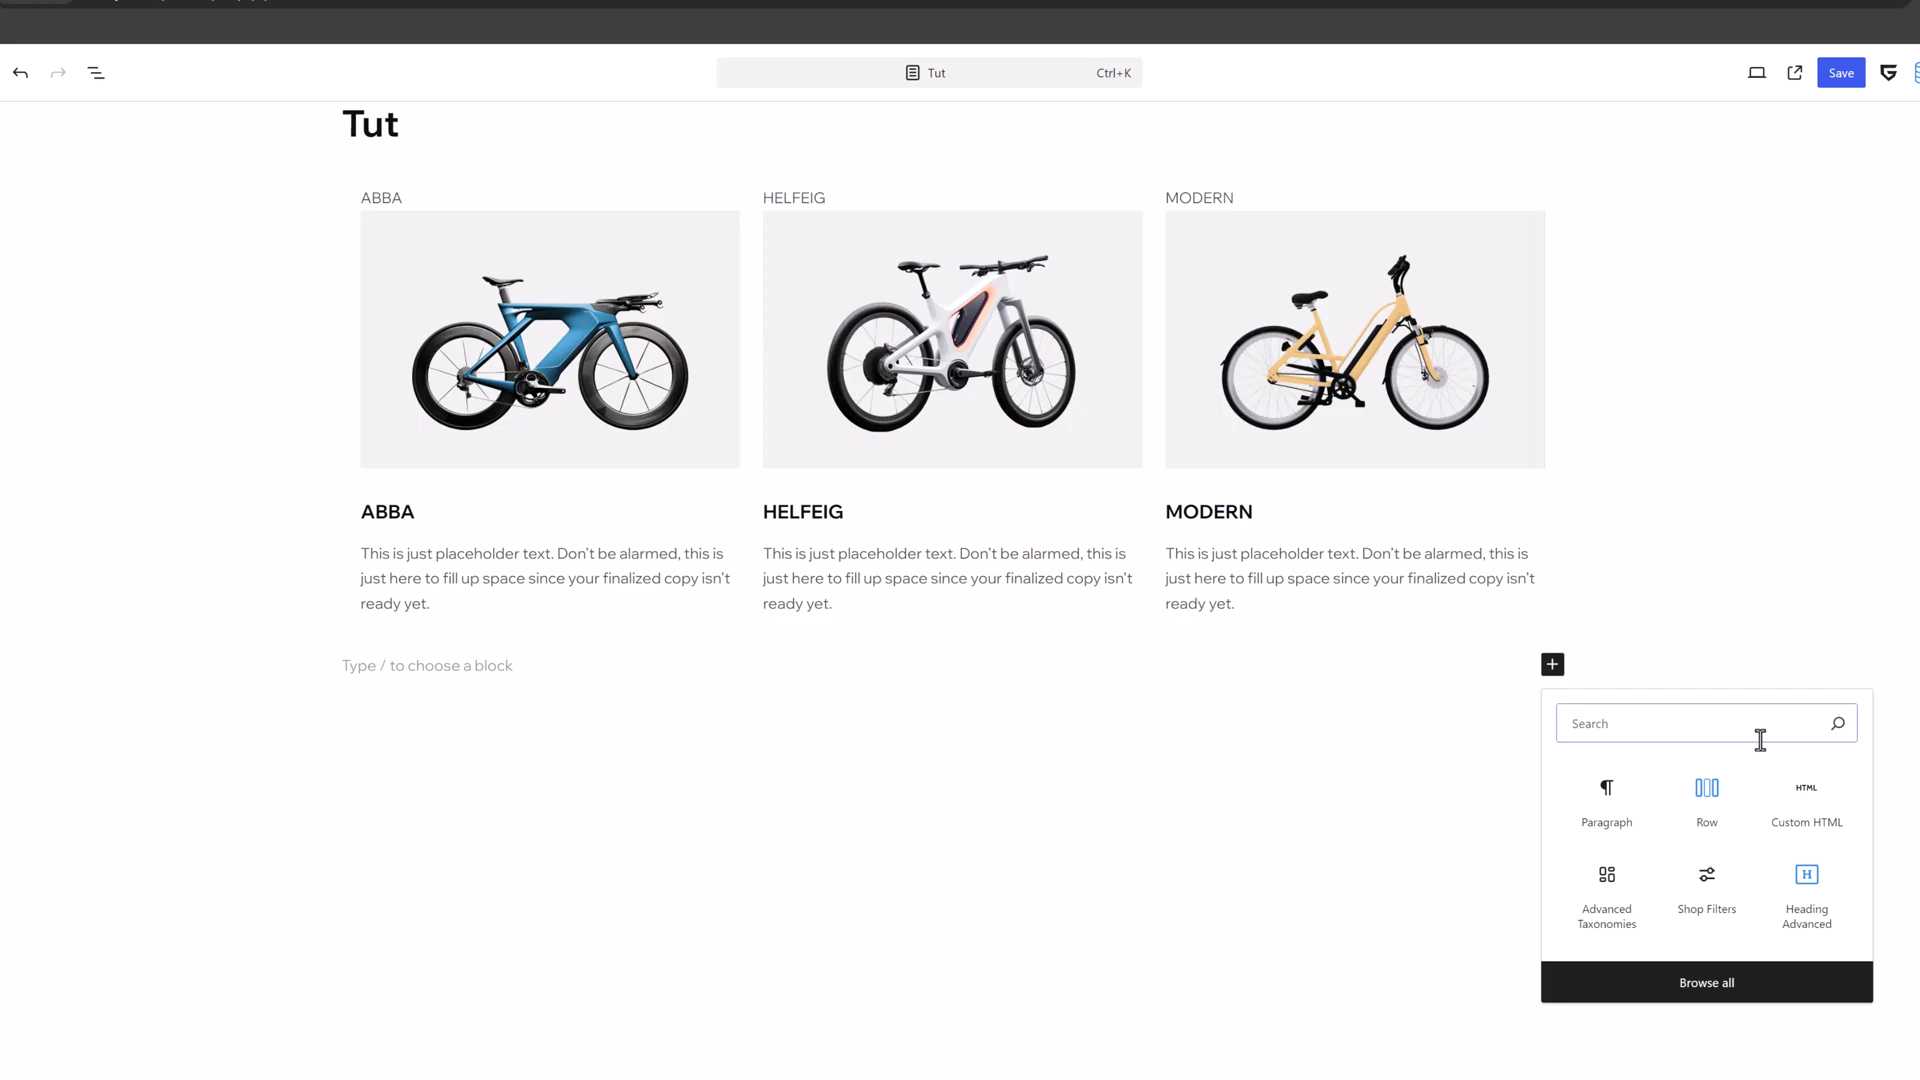 Tut
Ctrl+K
Save
Tut
ABBA
HELFEIG
MODERN
ABBA
This is just placeholder text. Don't be alarmed, this is
just here to fill up space since your finalized copy isn't
ready yet.
HELFEIG
This is just placeholder text. Don't be alarmed, this is
just here to fill up space since your finalized copy isn't
ready yet.
MODERN
This is just placeholder text. Don't be alarmed, this is
just here to fill up space since your finalized copy isn't
ready yet.
Type / to choose a block
Search
Paragraph
Row
HTML
Custom HTML
Advanced
Taxonomies
Shop Filters
H
Heading
Advanced
Browse all